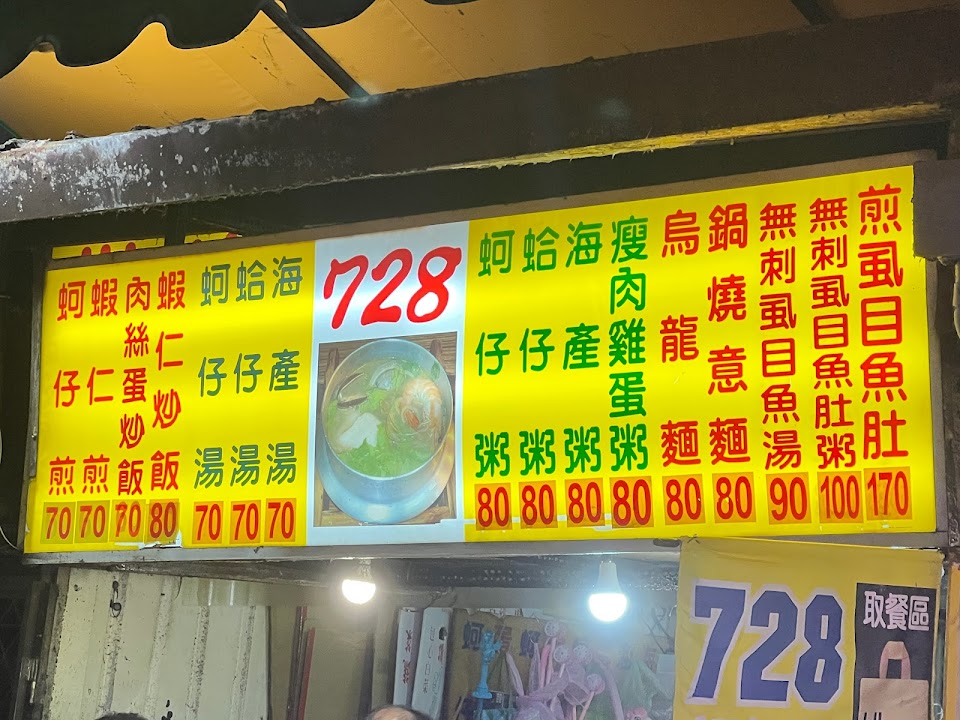 蚵仔煎 70
蝦仁煎 70
肉絲蛋炒飯 70
蝦仁炒飯 80
蚵仔湯 70
蛤仔湯 70
海產湯 70
728
蚵仔粥 80
蛤仔粥 80
海產粥 80
瘦肉雞蛋粥 80
烏龍麵 80
鍋燒意麵 80
無刺虱目魚湯 90
無刺虱目魚肚粥 100
煎虱目魚肚 170
728
取餐區